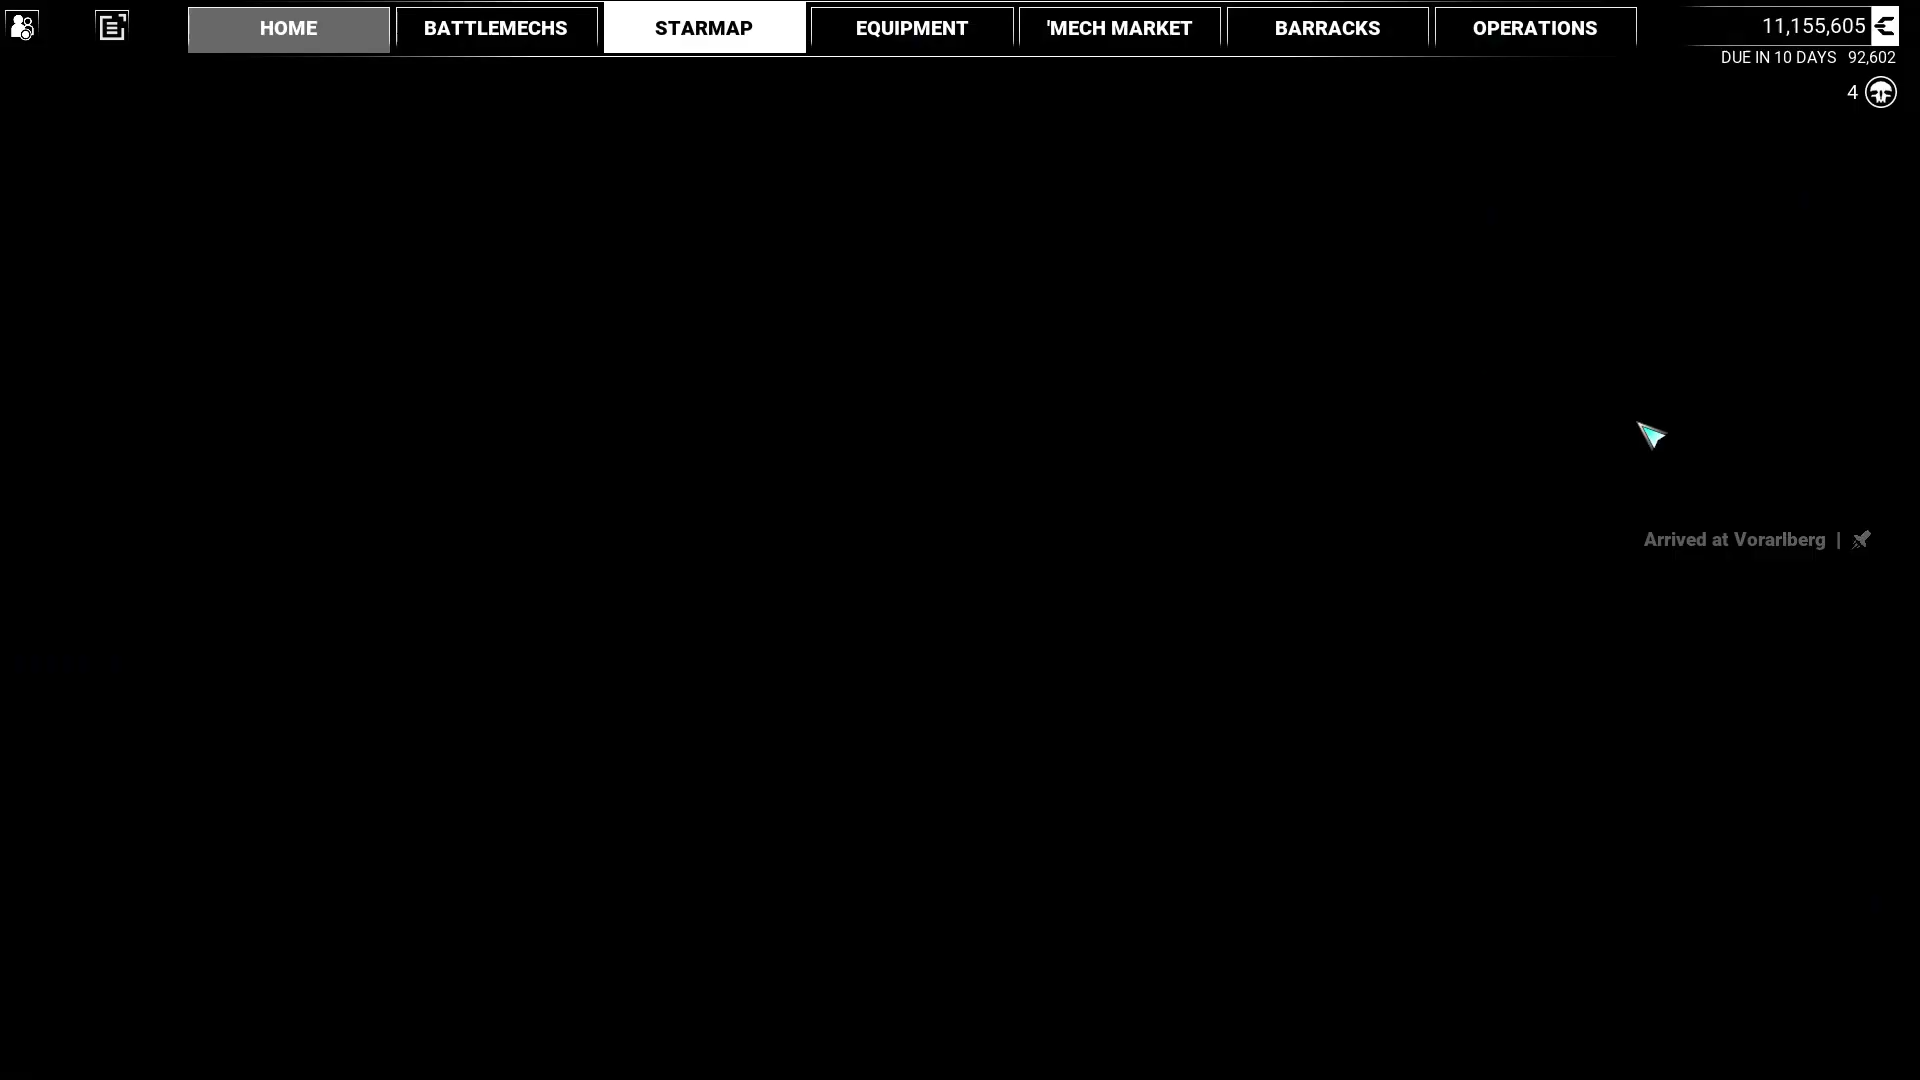 HOME
BATTLEMECHS
STARMAP
EQUIPMENT
'MECH MARKET
BARRACKS
OPERATIONS
11,155,605
DUE IN 10 DAYS 92,602
4
Arrived at Vorarlberg |